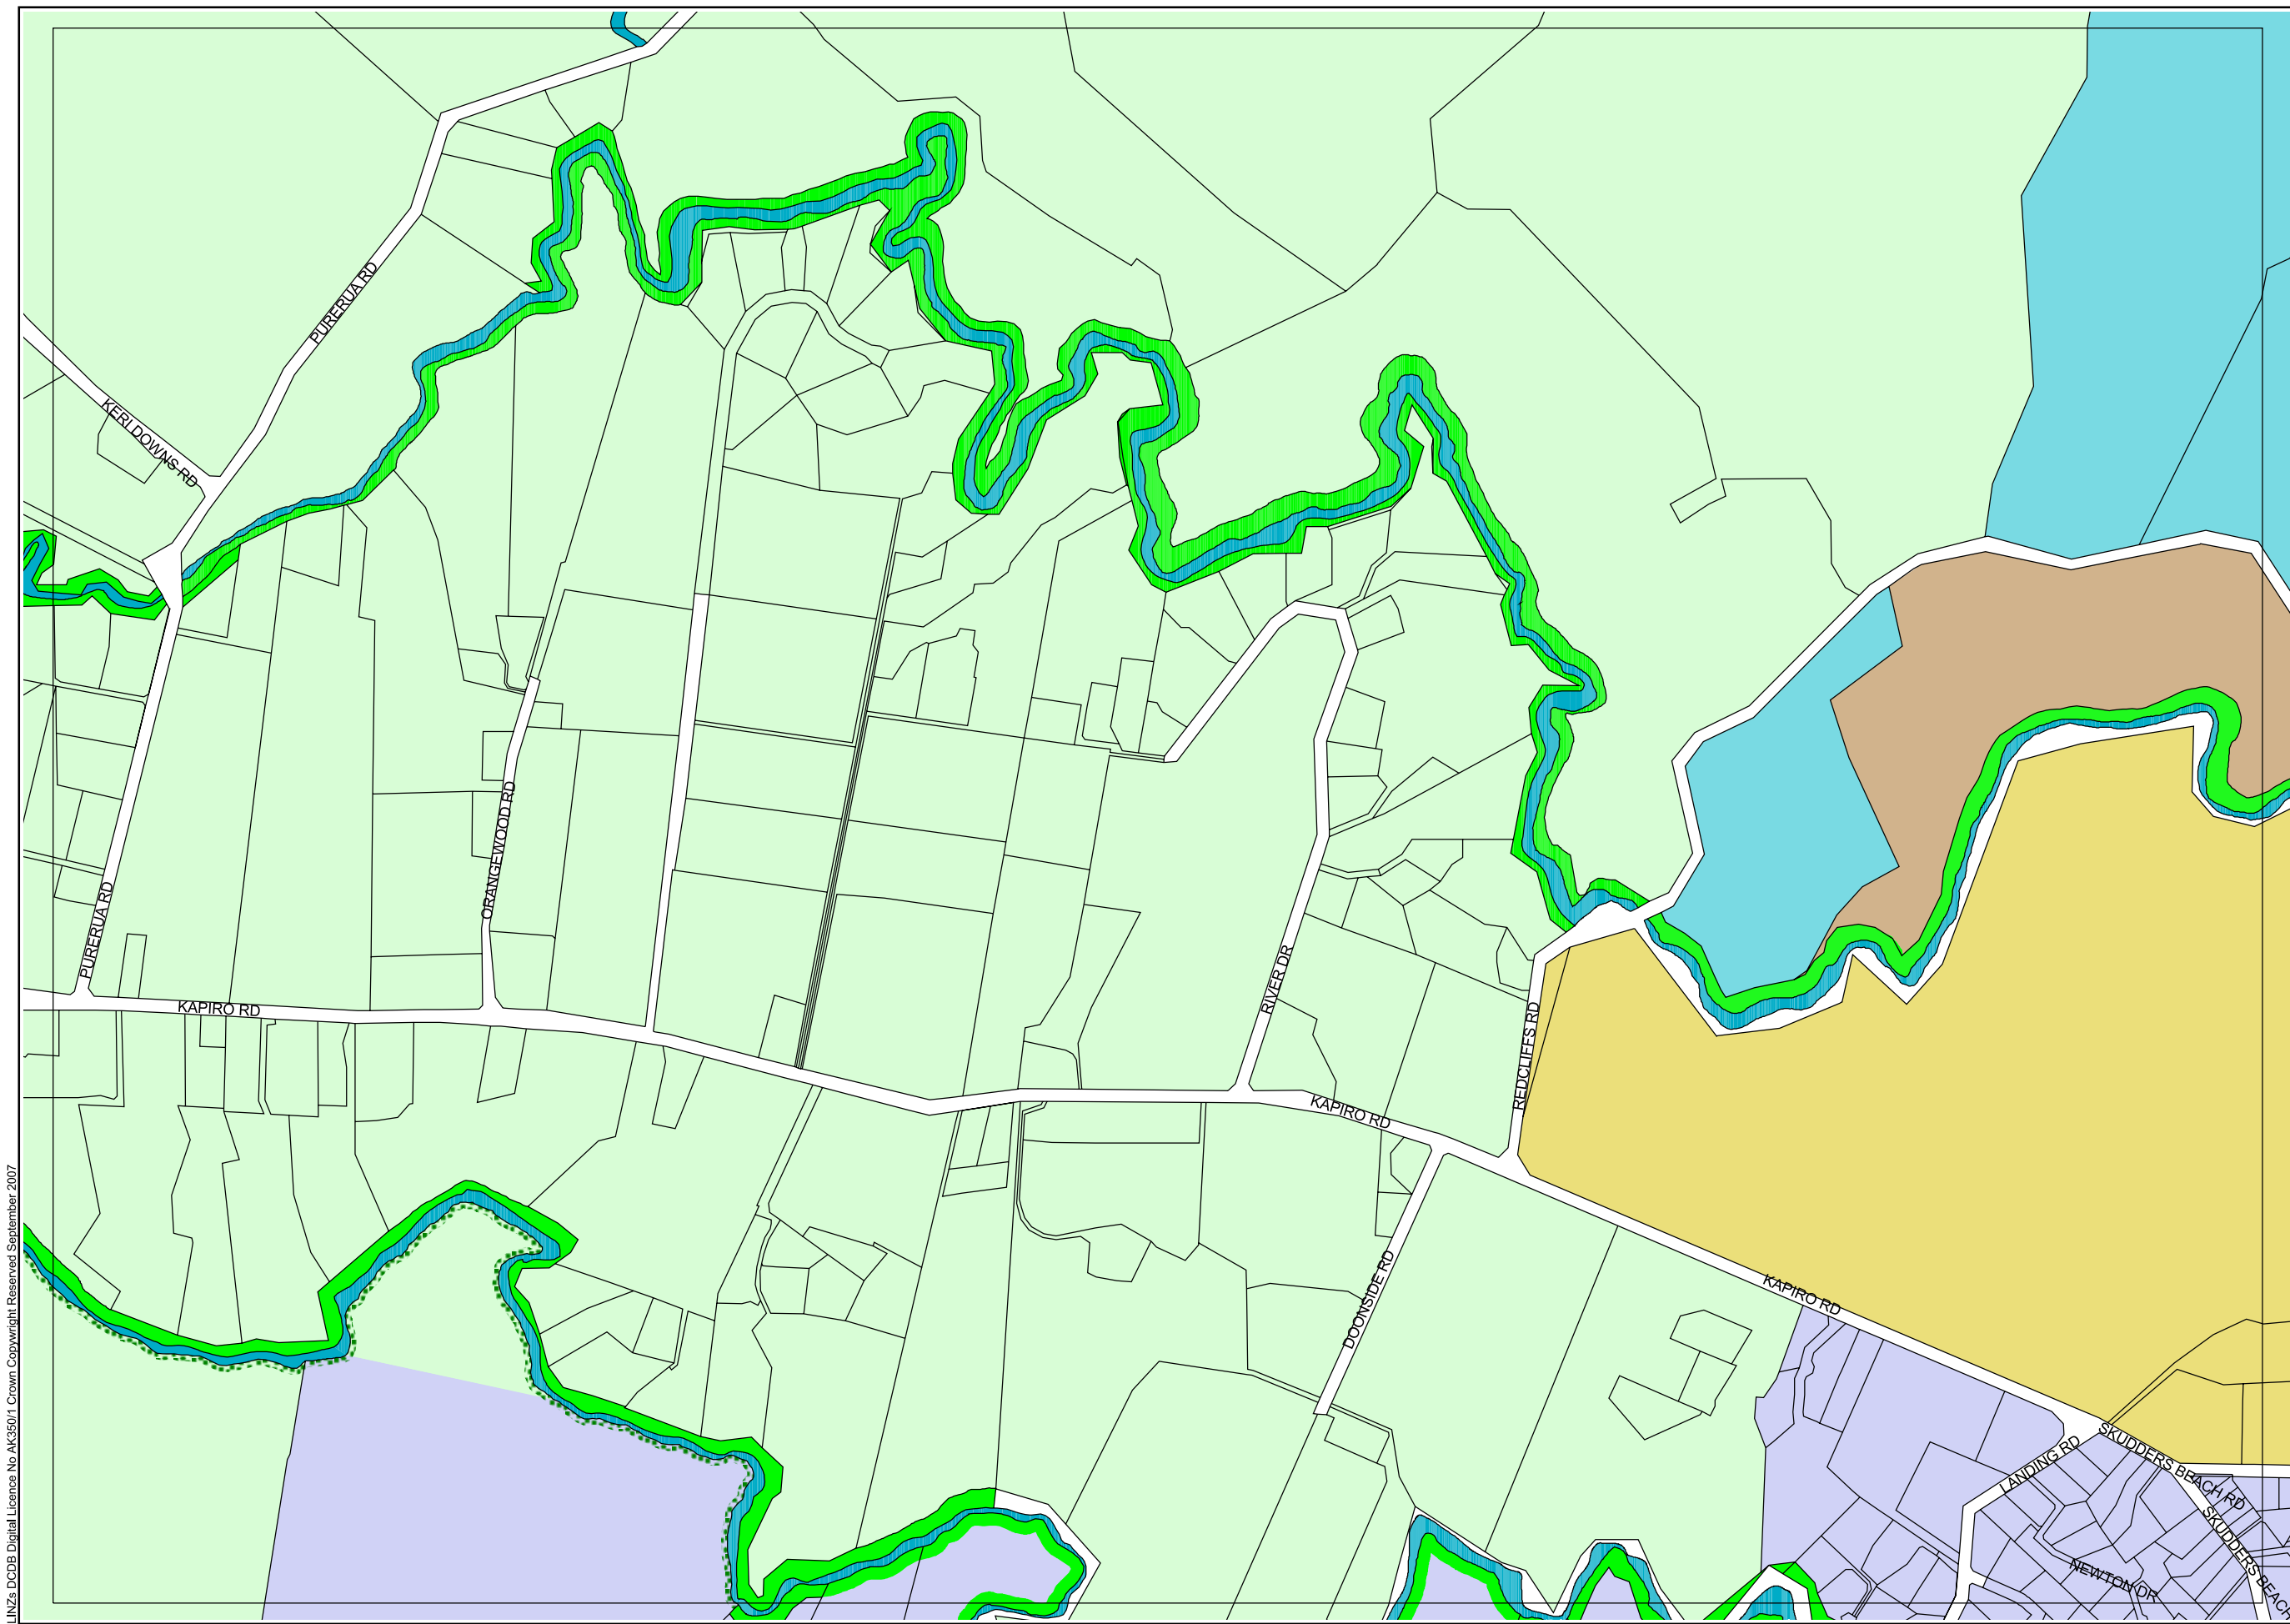 PURERUA RD
KERI DOWNS RD
ORANGEWOOD RD
PURERUA RD
KAPIRO RD
RIVER DR
REDCLIFFS RD
KAPIRO RD
DOONSIDE RD
KAPIRO RD
LANDING RD
SKUDDERS BEACH RD
SKUDDERS BEAC
NEWTON DR
LINZs DCDB Digital Licence No AK350/1 Crown Copywright Reserved September 2007